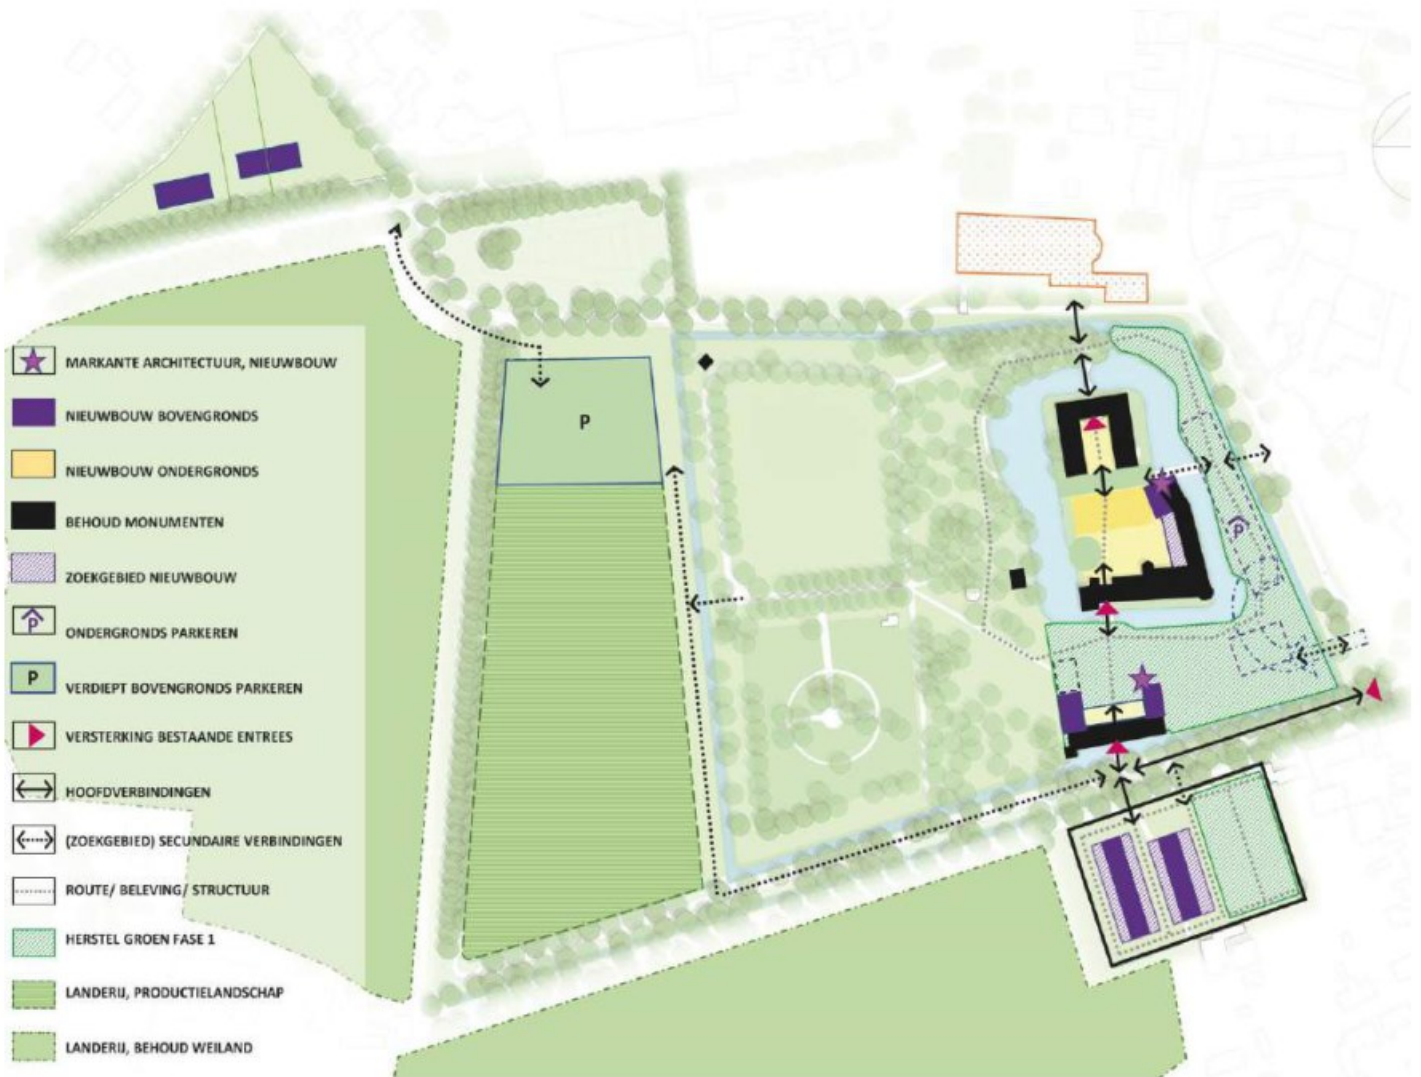 MARKANTE ARCHITECTUUR, NIEUWBOUW
NIEUWBOUW BOVENGRONDS
NIEUWBOUW ONDERGRONDS
BEHOUD MONUMENTEN
ZOEKGEBIED NIEUWBOUW
P ONDERGRONDS PARKEREN
P VERDIEPT BOVENGRONDS PARKEREN
VERSTERKING BESTAANDE ENTREES
HOOFDVERBINDINGEN
(ZOEKGEBIED) SECUNDAIRE VERBINDINGEN
ROUTE/ BELEVING/ STRUCTUUR
HERSTEL GROEN FASE 1
LANDERIJ, PRODUCTIELANDSCHAP
LANDERIJ, BEHOUD WEILAND
P
P